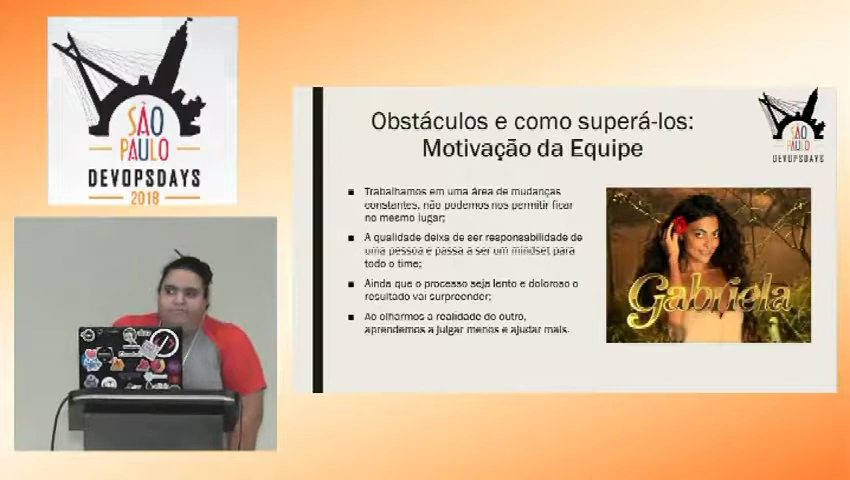 SÃO
PAULO
DEVOPSDAYS
2018
Obstáculos e como superá-los:
Motivação da Equipe
SÃO
PAULO
DEVOPSDAYS
Trabalhamos em uma área de mudanças
constantes, não podemos nos permitir ficar
no mesmo lugar;
A qualidade deixa de ser responsabilidade de
uma pessoa e passa a ser um mindset para
todo o time;
Ainda que o processo seja lento e doloroso o
resultado vai surpreender;
Ao olharmos a realidade do outro,
aprendemos a julgar menos e ajudar mais.
Gabriela